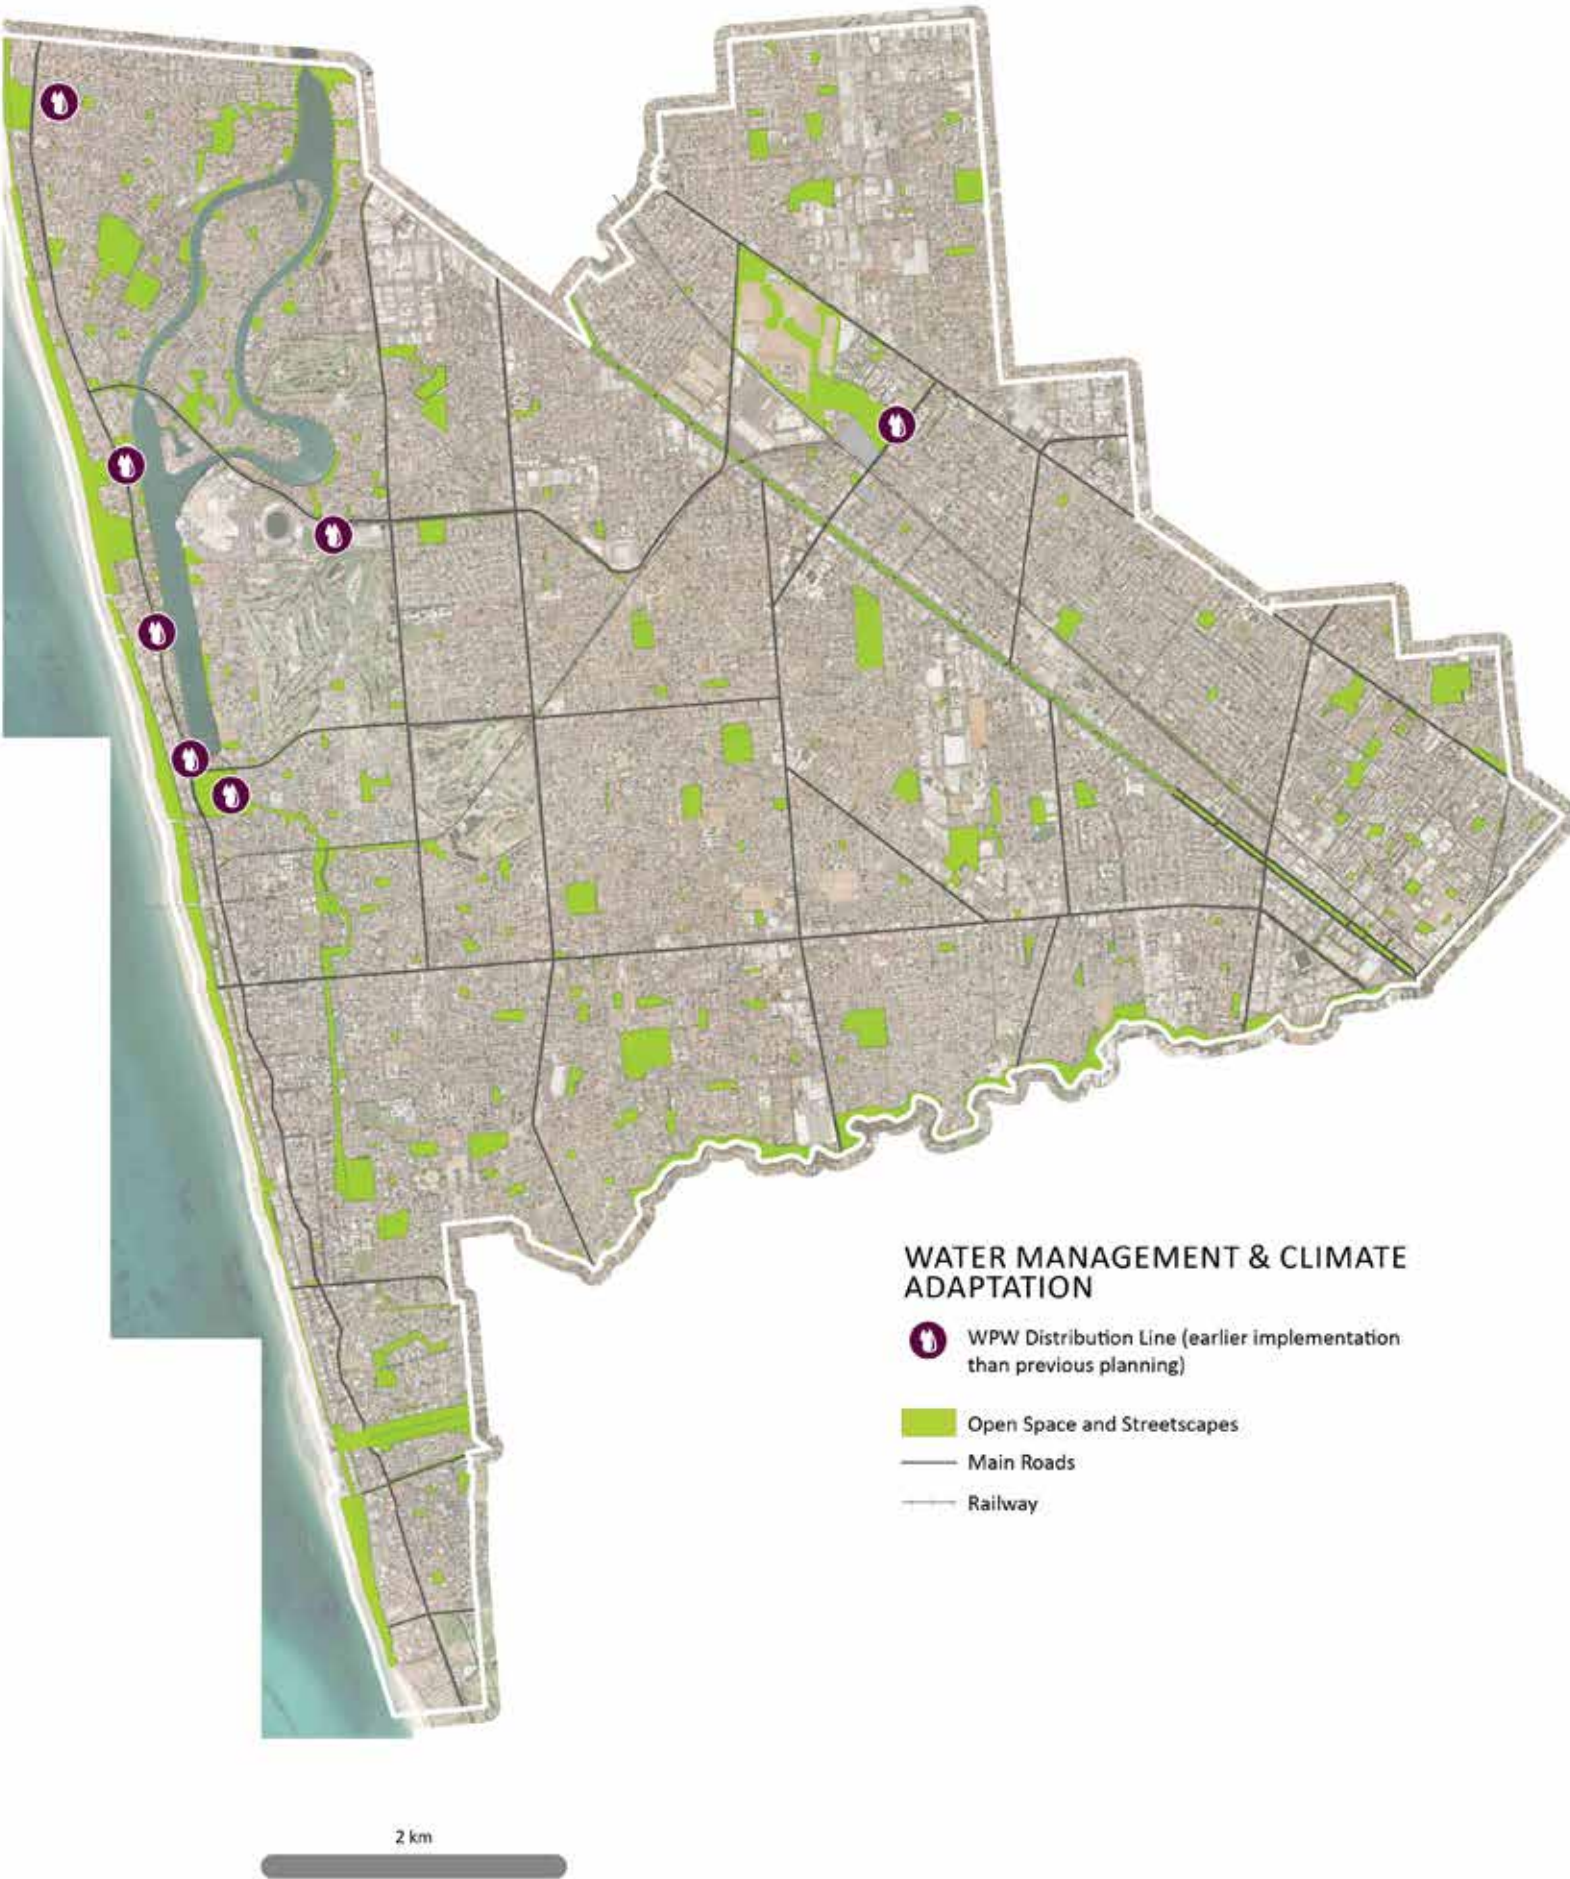 WATER MANAGEMENT & CLIMATE
ADAPTATION
WPW Distribution Line (earlier implementation
than previous planning)
Open Space and Streetscapes
Main Roads
Railway
2 km